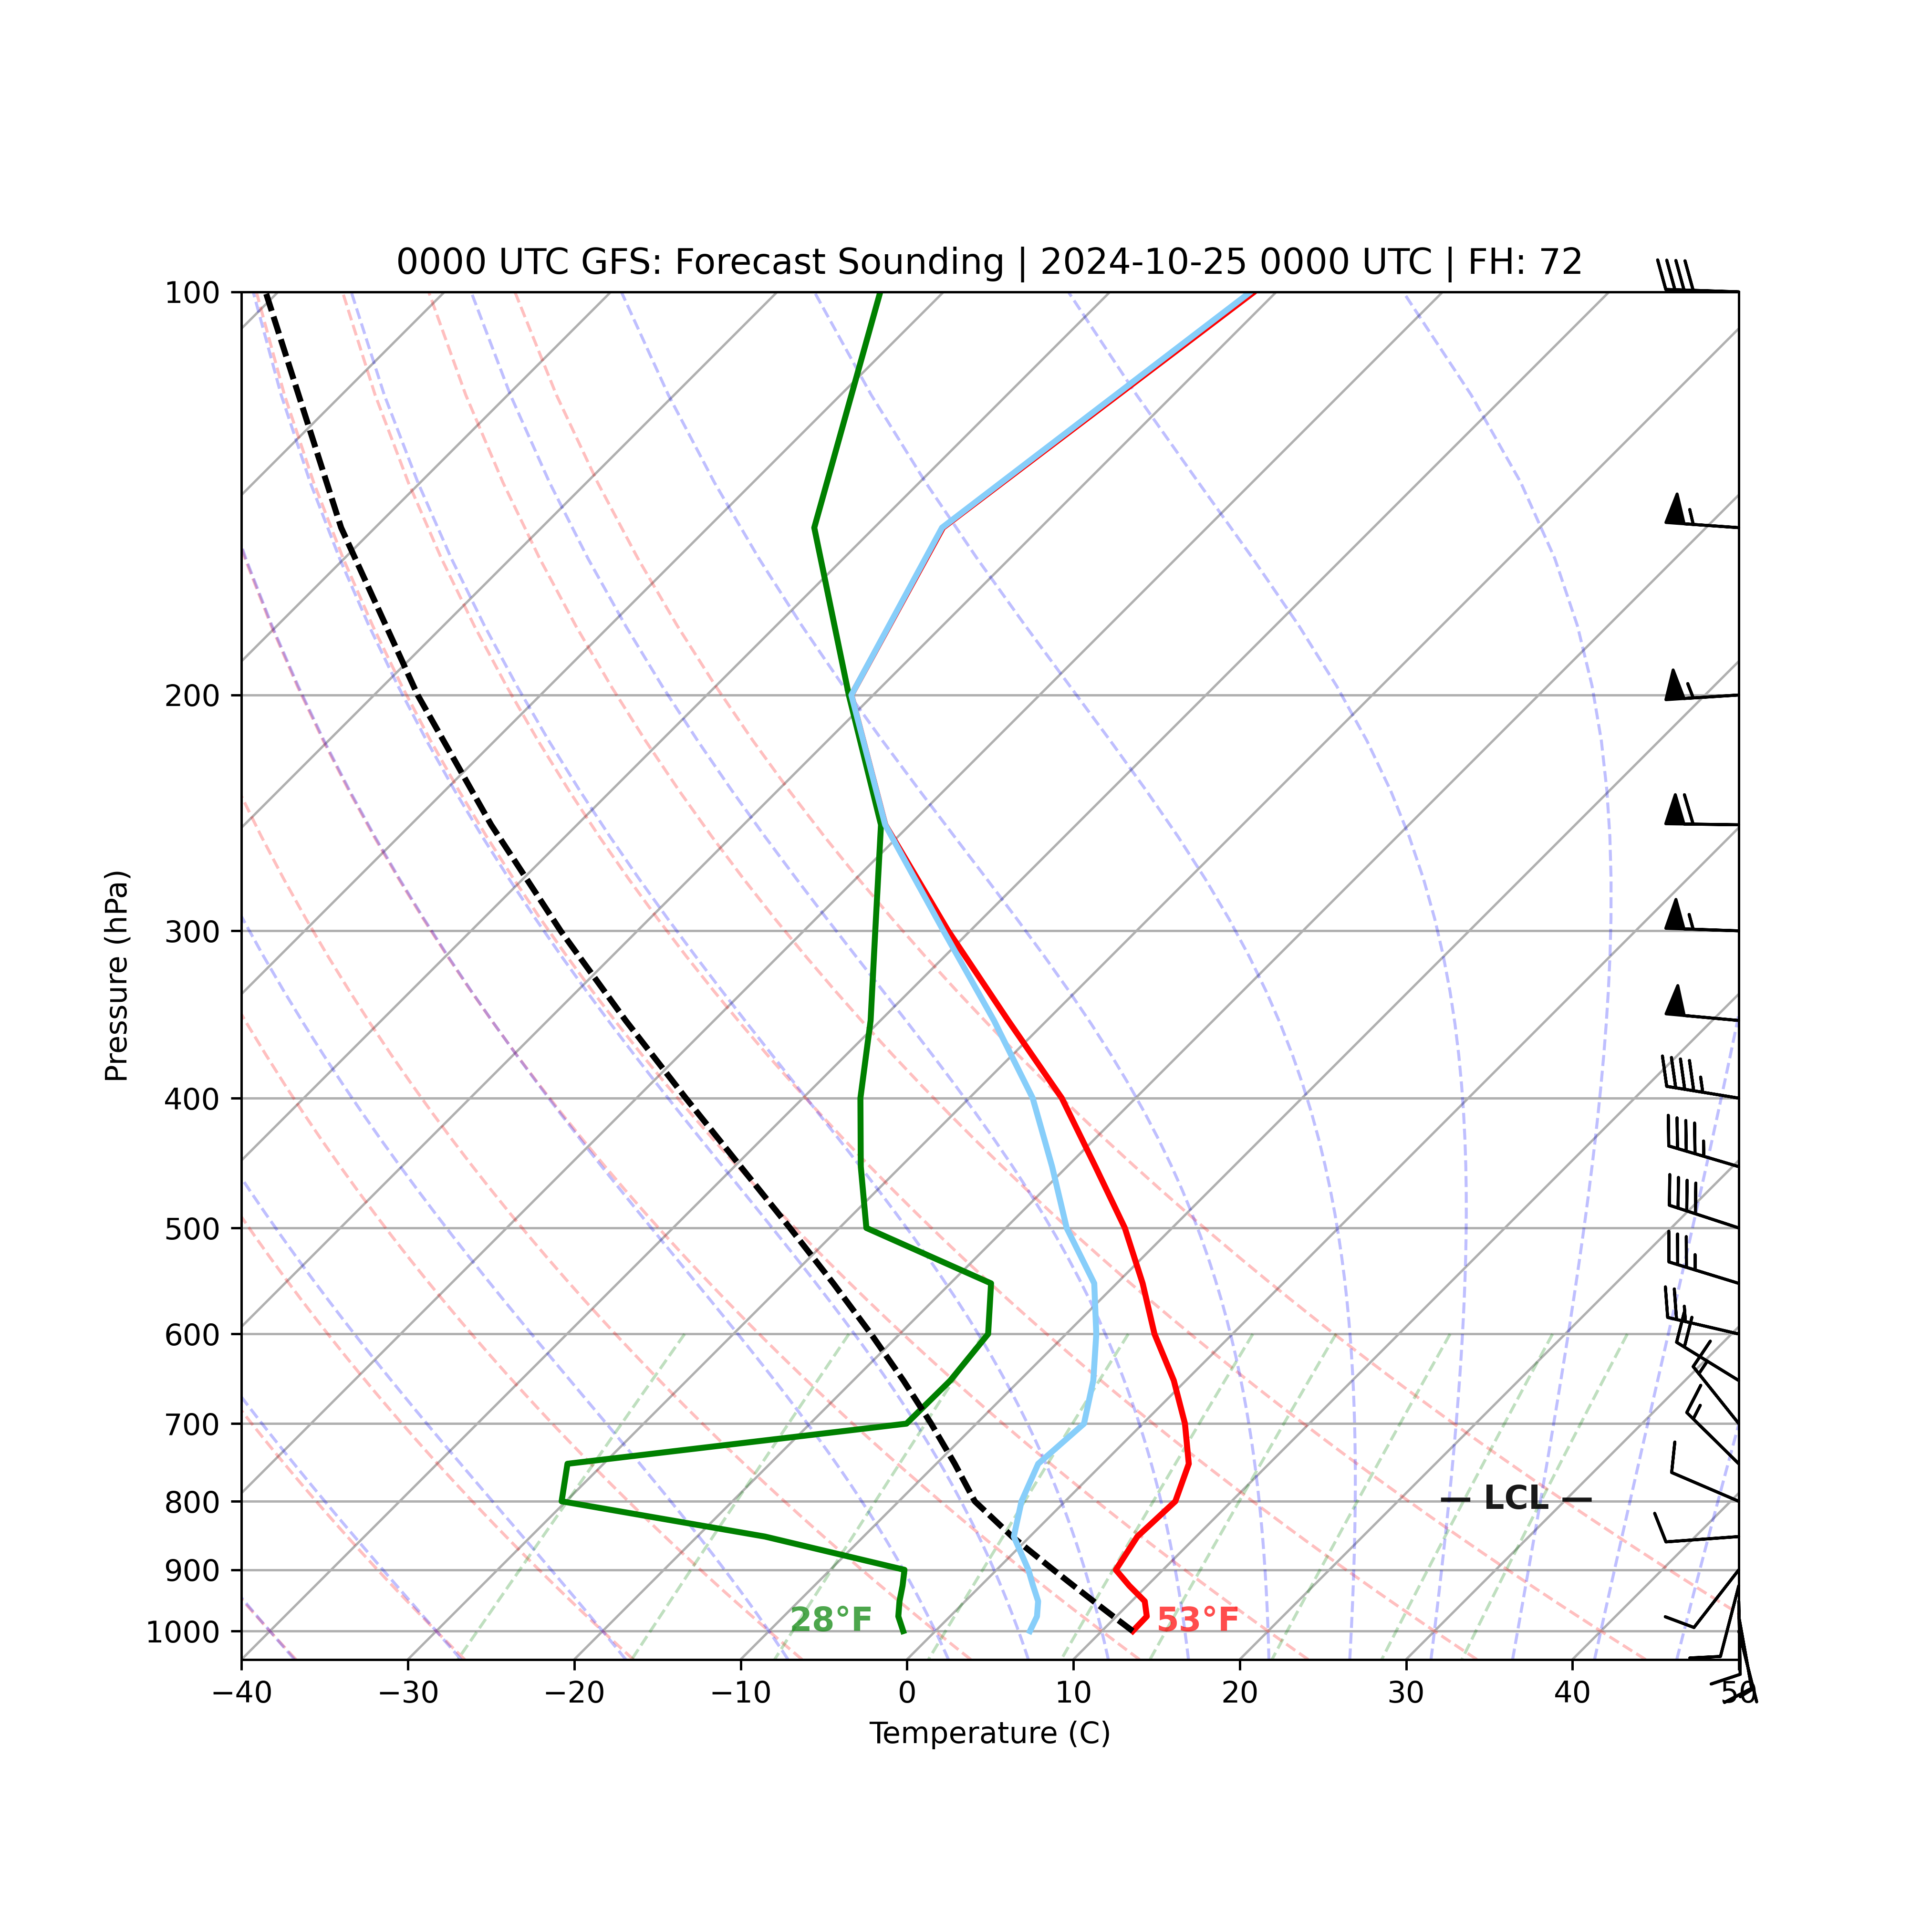 0000 UTC GFS: Forecast Sounding | 2024-10-25 0000 UTC | FH: 72
100
200
300
400
500
600
700
800
900
1000
Pressure (hPa)
— LCL —
28°F
53°F
−40 −30 −20 −10 0 10 20 30 40 50
Temperature (C)